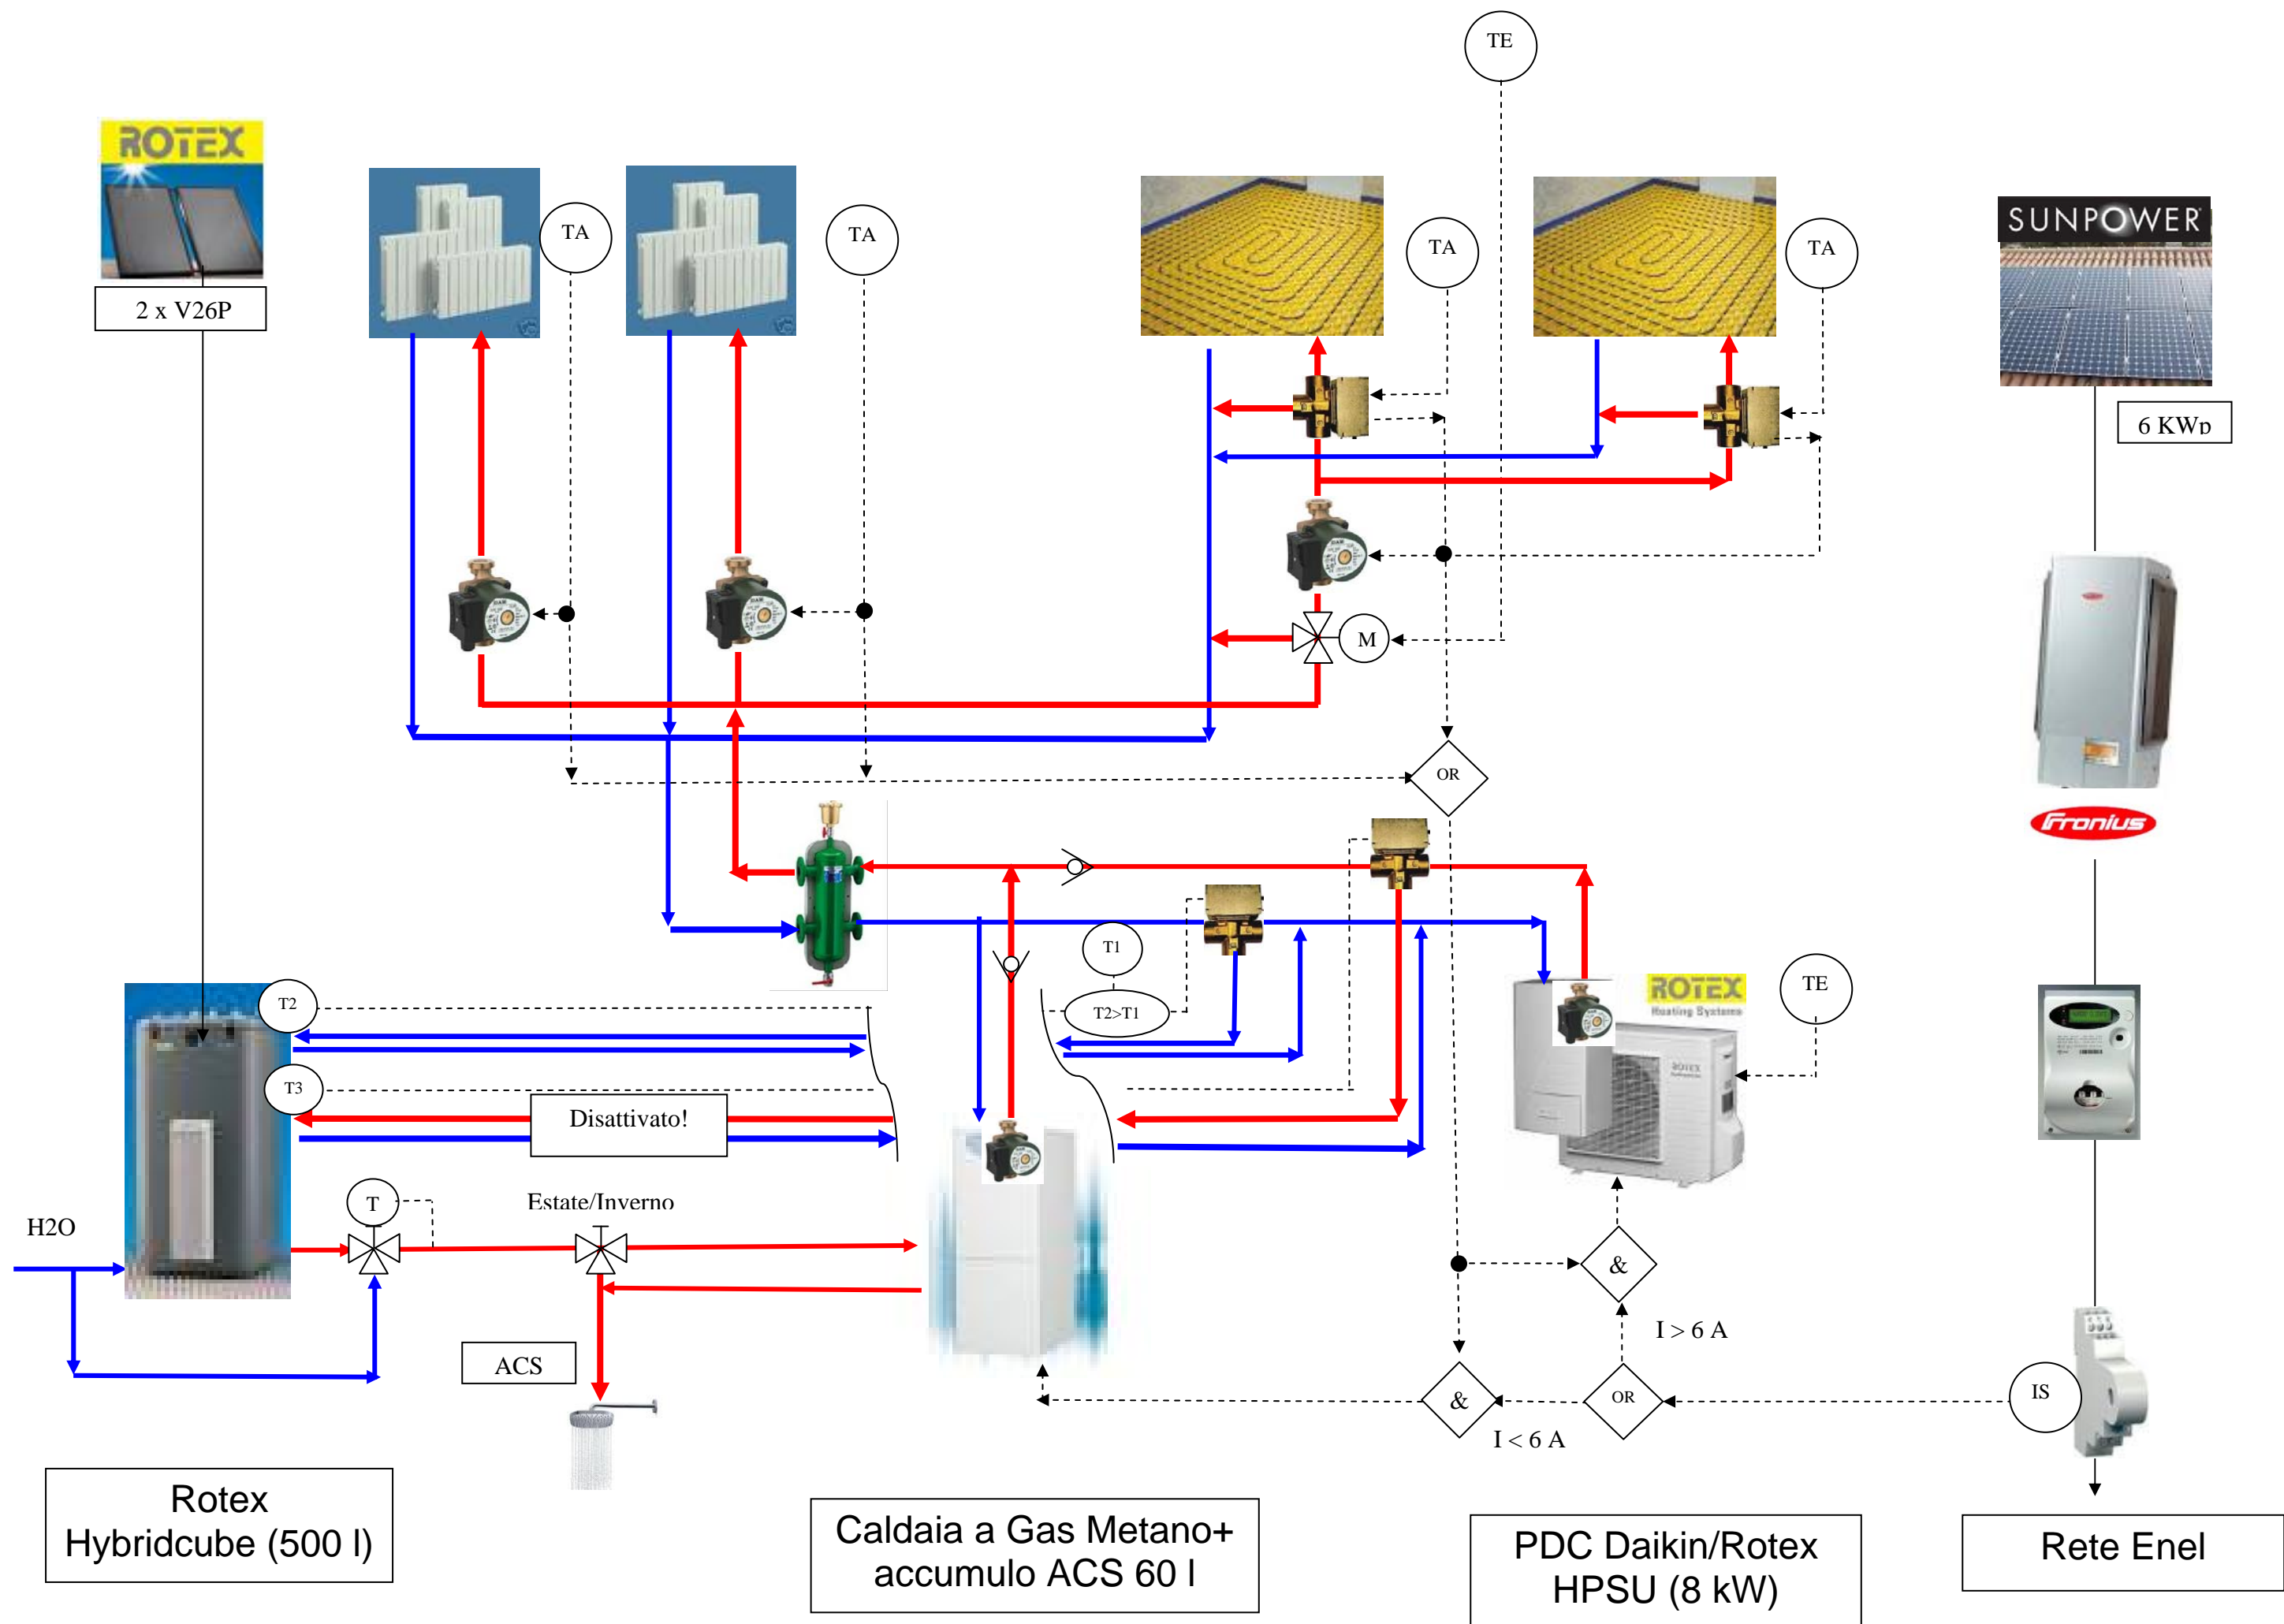 TE
ROTEX
2 x V26P
TA
TA
TA
TA
SUNPOWER
6 KWp
M
OR
Fronius
T1
T2>T1
T2
T3
Disattivato!
ROTEX
Heating Systems
ROTEX
TE
T
Estate/Inverno
H2O
&
I > 6 A
ACS
&
OR
IS
I < 6 A
Rotex
Hybridcube (500 l)
Caldaia a Gas Metano+
accumulo ACS 60 l
PDC Daikin/Rotex
HPSU (8 kW)
Rete Enel